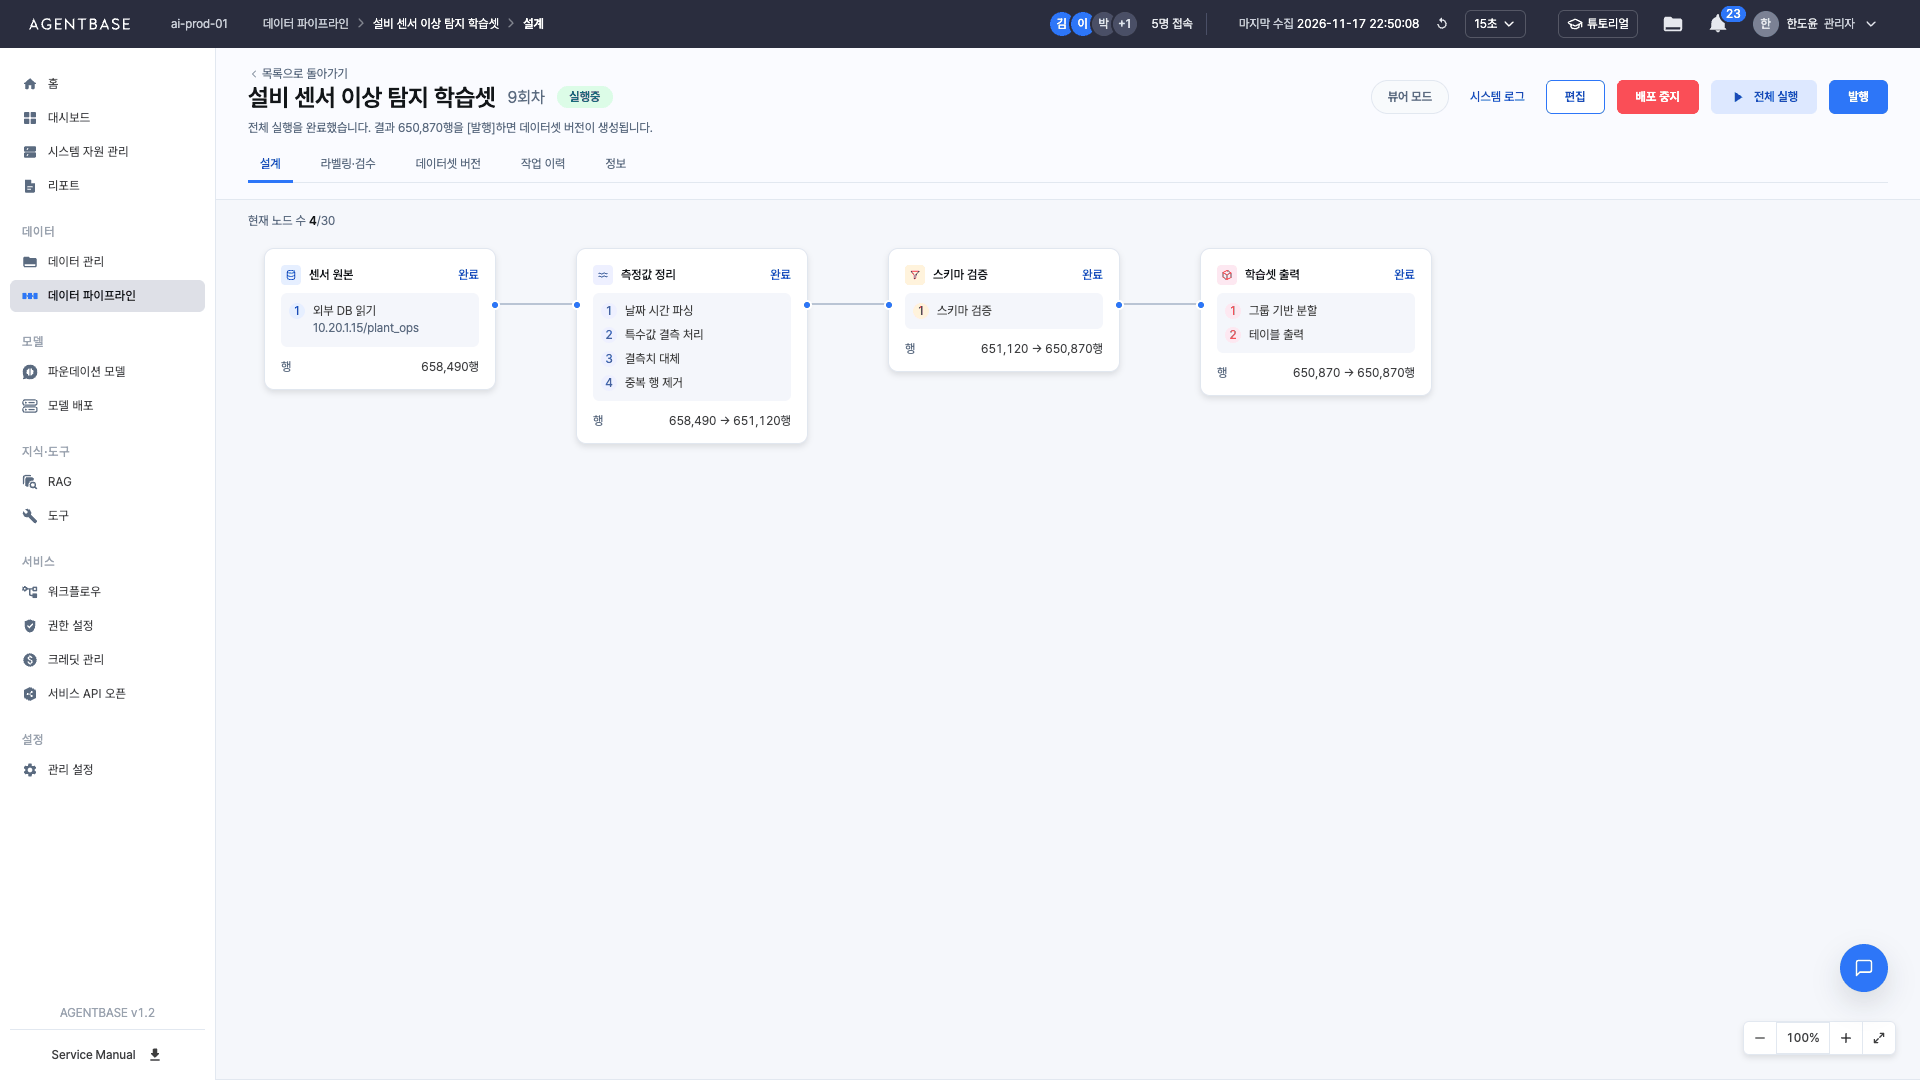 AGENTBASE
ai-prod-01
데이터 파이프라인 > 설비 센서 이상 탐지 학습셋 > 설계
김 이 박 +1 5명 접속
마지막 수집 2026-11-17 22:50:08
15초
튜토리얼
23
한 한도윤 관리자
홈
대시보드
시스템 자원 관리
리포트
데이터
데이터 관리
데이터 파이프라인
모델
파운데이션 모델
모델 배포
지식·도구
RAG
도구
서비스
워크플로우
권한 설정
크레딧 관리
서비스 API 오픈
설정
관리 설정
AGENTBASE v1.2
Service Manual
목록으로 돌아가기
설비 센서 이상 탐지 학습셋 9회차 실행중
전체 실행을 완료했습니다. 결과 650,870행을 [발행]하면 데이터셋 버전이 생성됩니다.
뷰어 모드
시스템 로그
편집
배포 중지
전체 실행
발행
설계
라벨링·검수
데이터셋 버전
작업 이력
정보
현재 노드 수 4/30
센서 원본 완료
1 외부 DB 읽기
10.20.1.15/plant_ops
행 658,490행
측정값 정리 완료
1 날짜 시간 파싱
2 특수값 결측 처리
3 결측치 대체
4 중복 행 제거
행 658,490 → 651,120행
스키마 검증 완료
1 스키마 검증
행 651,120 → 650,870행
학습셋 출력 완료
1 그룹 기반 분할
2 테이블 출력
행 650,870 → 650,870행
100%